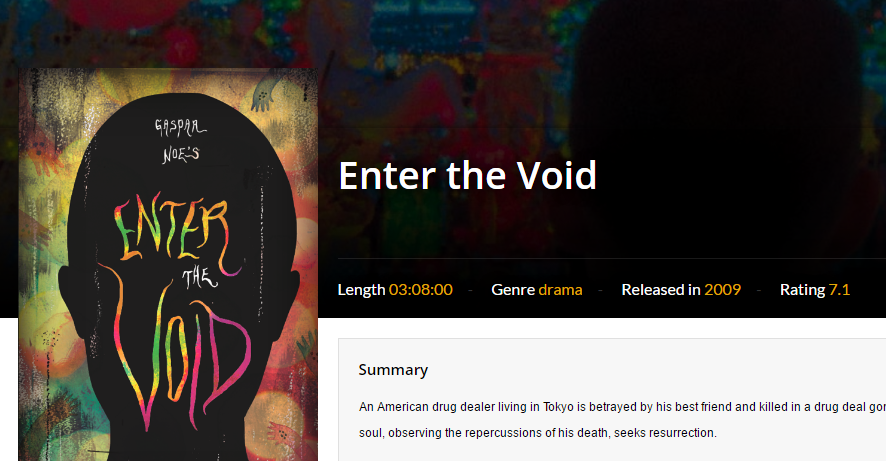 GASPAR
NOE'S
ENTER
THE
VOID
Enter the Void
Length 03:08:00 - Genre drama - Released in 2009 - Rating 7.1
Summary
An American drug dealer living in Tokyo is betrayed by his best friend and killed in a drug deal gon
soul, observing the repercussions of his death, seeks resurrection.